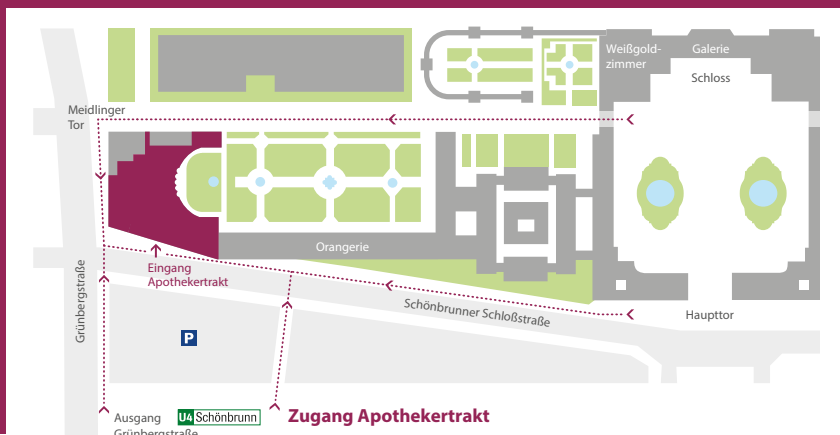 Weißgold-
zimmer
Galerie
Schloss
Meidlinger
Tor
Orangerie
Eingang
Apothekertrakt
Grünbergstraße
Schönbrunner Schloßstraße
Haupttor
P
Ausgang
Grünbergstraße
U4 Schönbrunn
Zugang Apothekertrakt